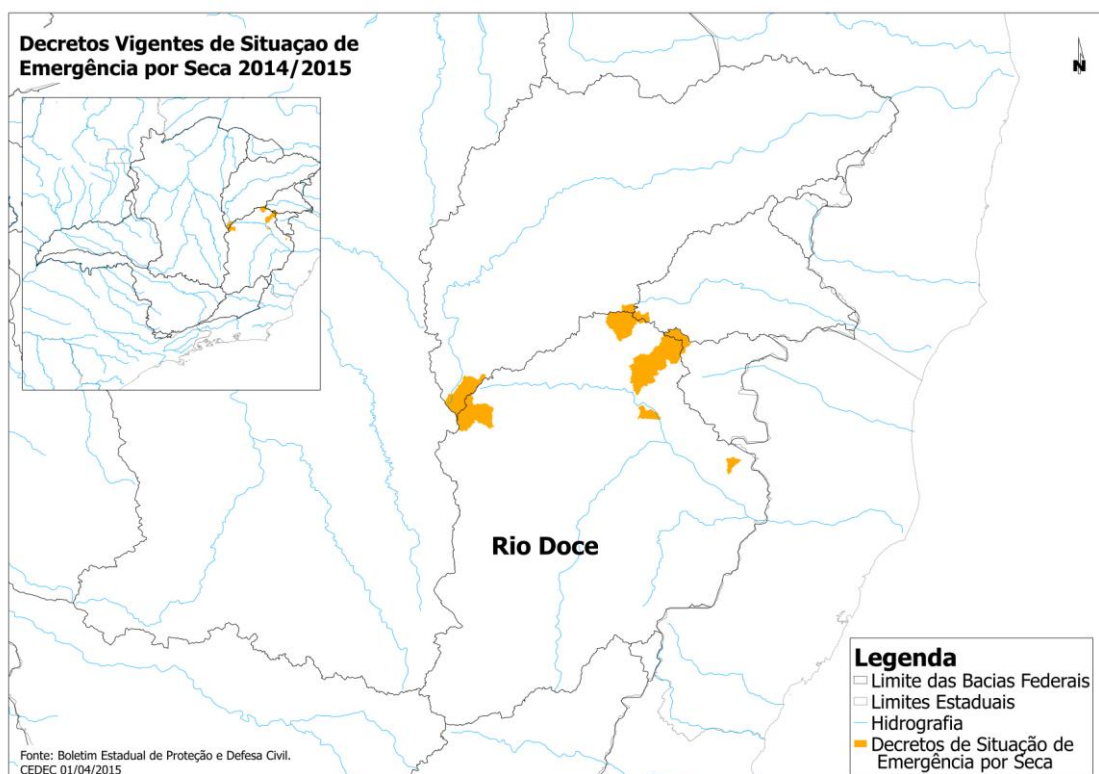 Decretos Vigentes de Situaçao de
Emergência por Seca 2014/2015
N
Rio Doce
Legenda
Limite das Bacias Federais
Limites Estaduais
Hidrografia
Decretos de Situação de
Emergência por Seca
Fonte: Boletim Estadual de Proteção e Defesa Civil.
CEDEC 01/04/2015